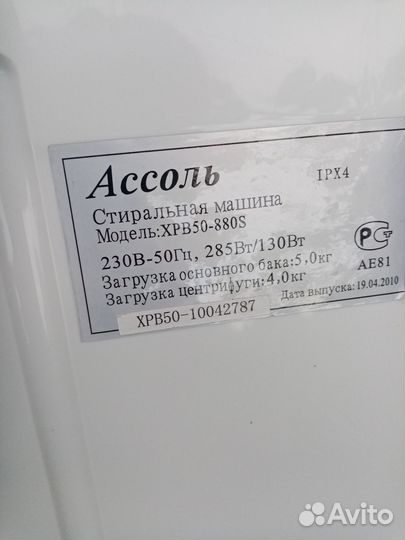 Ассоль
IPX4
Стиральная машина
Модель:XPB50-880S
230В-50Гц, 285Вт/130Вт
Загрузка основного бака:5,0кг
Загрузка центрифуги:4,0кг
АЕ81
Дата выпуска: 19.04.2010
XPB50-10042787
Avito